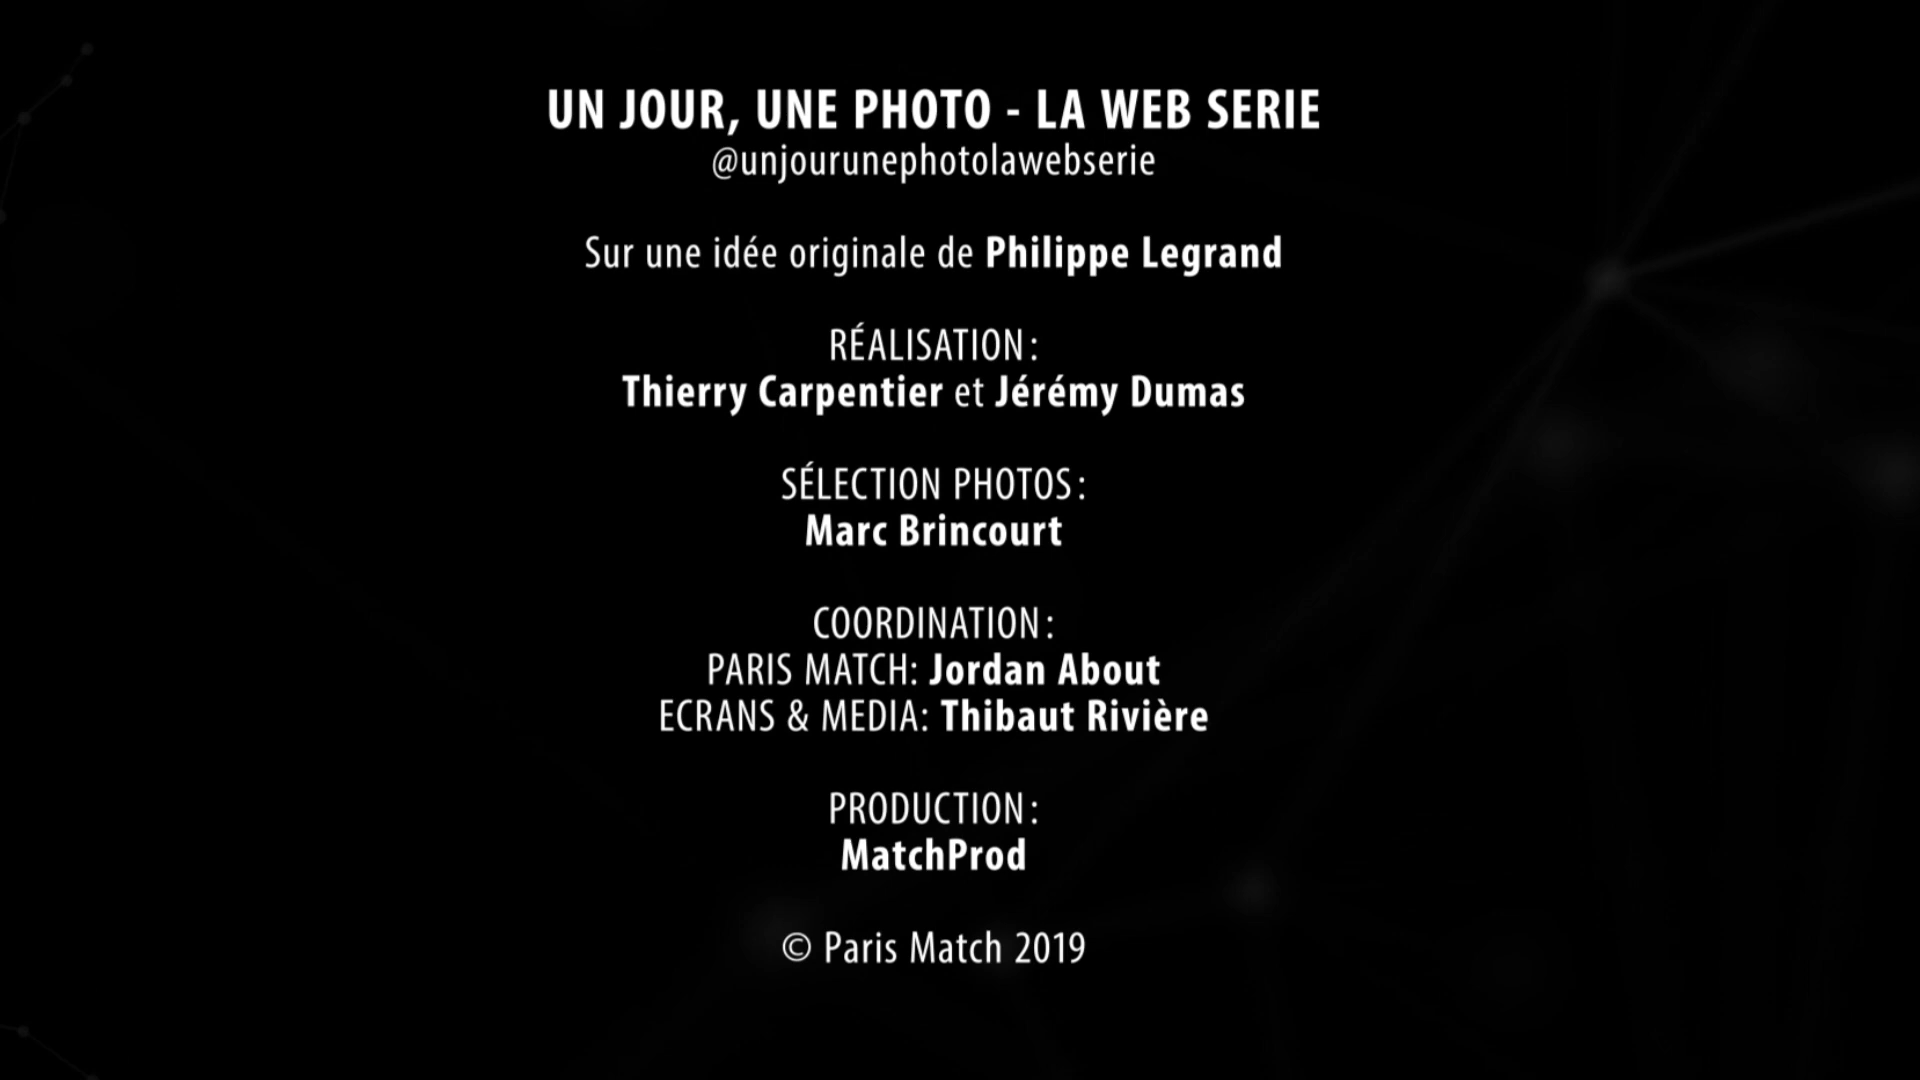 UN JOUR, UNE PHOTO - LA WEB SERIE
@unjourunephotolawebserie
Sur une idée originale de Philippe Legrand
RÉALISATION :
Thierry Carpentier et Jérémy Dumas
SÉLECTION PHOTOS :
Marc Brincourt
COORDINATION :
PARIS MATCH: Jordan About
ECRANS & MEDIA: Thibaut Rivière
PRODUCTION :
MatchProd
© Paris Match 2019